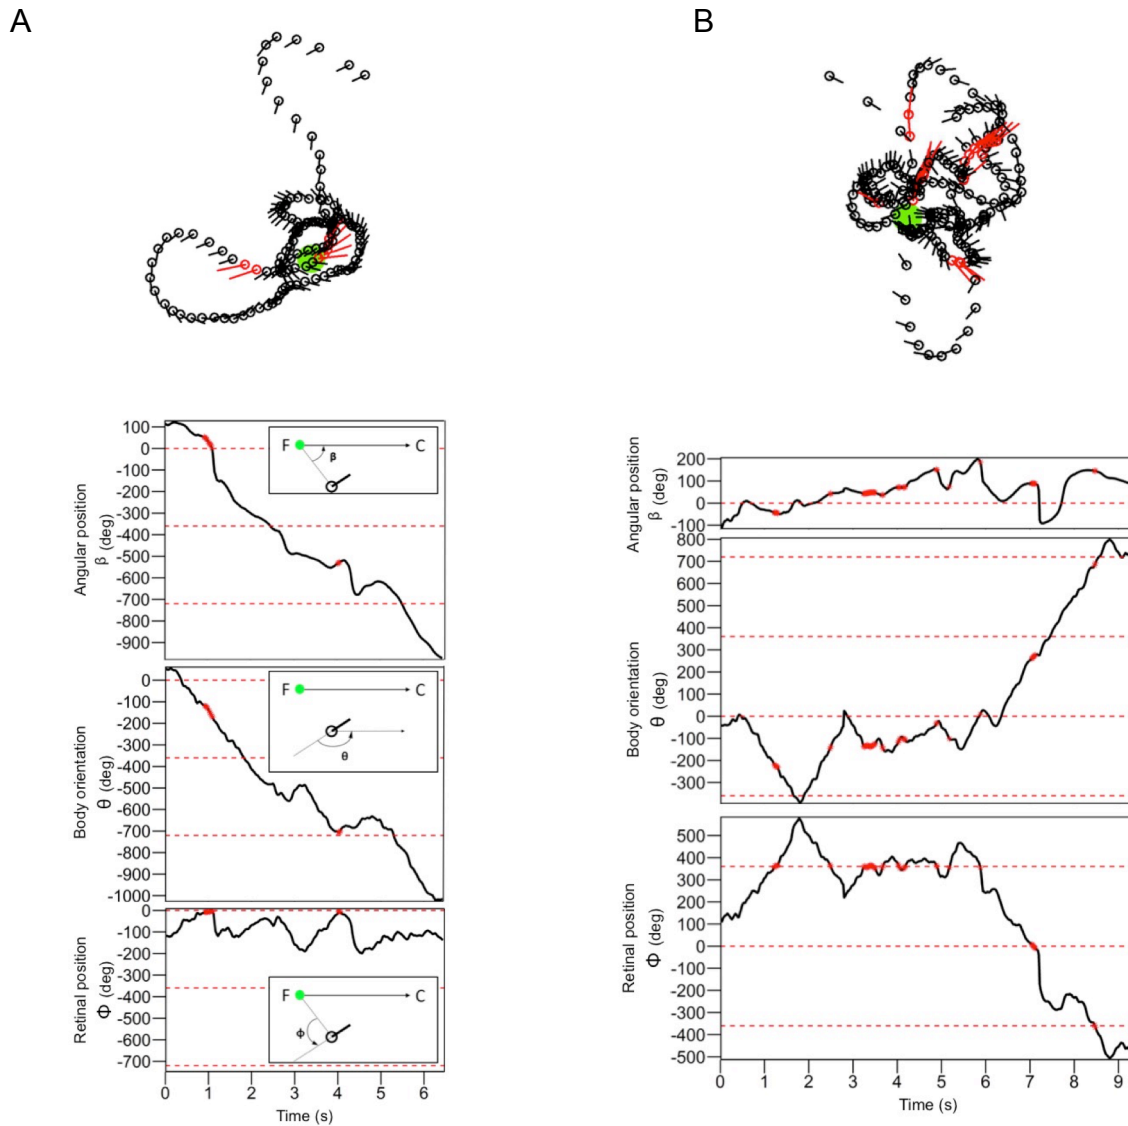 A
B
100
0
-100
-200
-300
-400
-500
-600
-700
-800
-900
Angular position
β (deg)
F
C
β
0
-100
-200
-300
-400
-500
-600
-700
-800
-900
-1000
Body orientation
θ (deg)
F
C
θ
0
-100
-200
-300
-400
-500
-600
-700
Retinal position
Φ (deg)
F
C
ϕ
0 1 2 3 4 5 6
Time (s)
200
100
0
-100
Angular position
β (deg)
800
700
600
500
400
300
200
100
0
-100
-200
-300
Body orientation
θ (deg)
500
400
300
200
100
0
-100
-200
-300
-400
-500
Retinal position
Φ (deg)
0 1 2 3 4 5 6 7 8 9
Time (s)